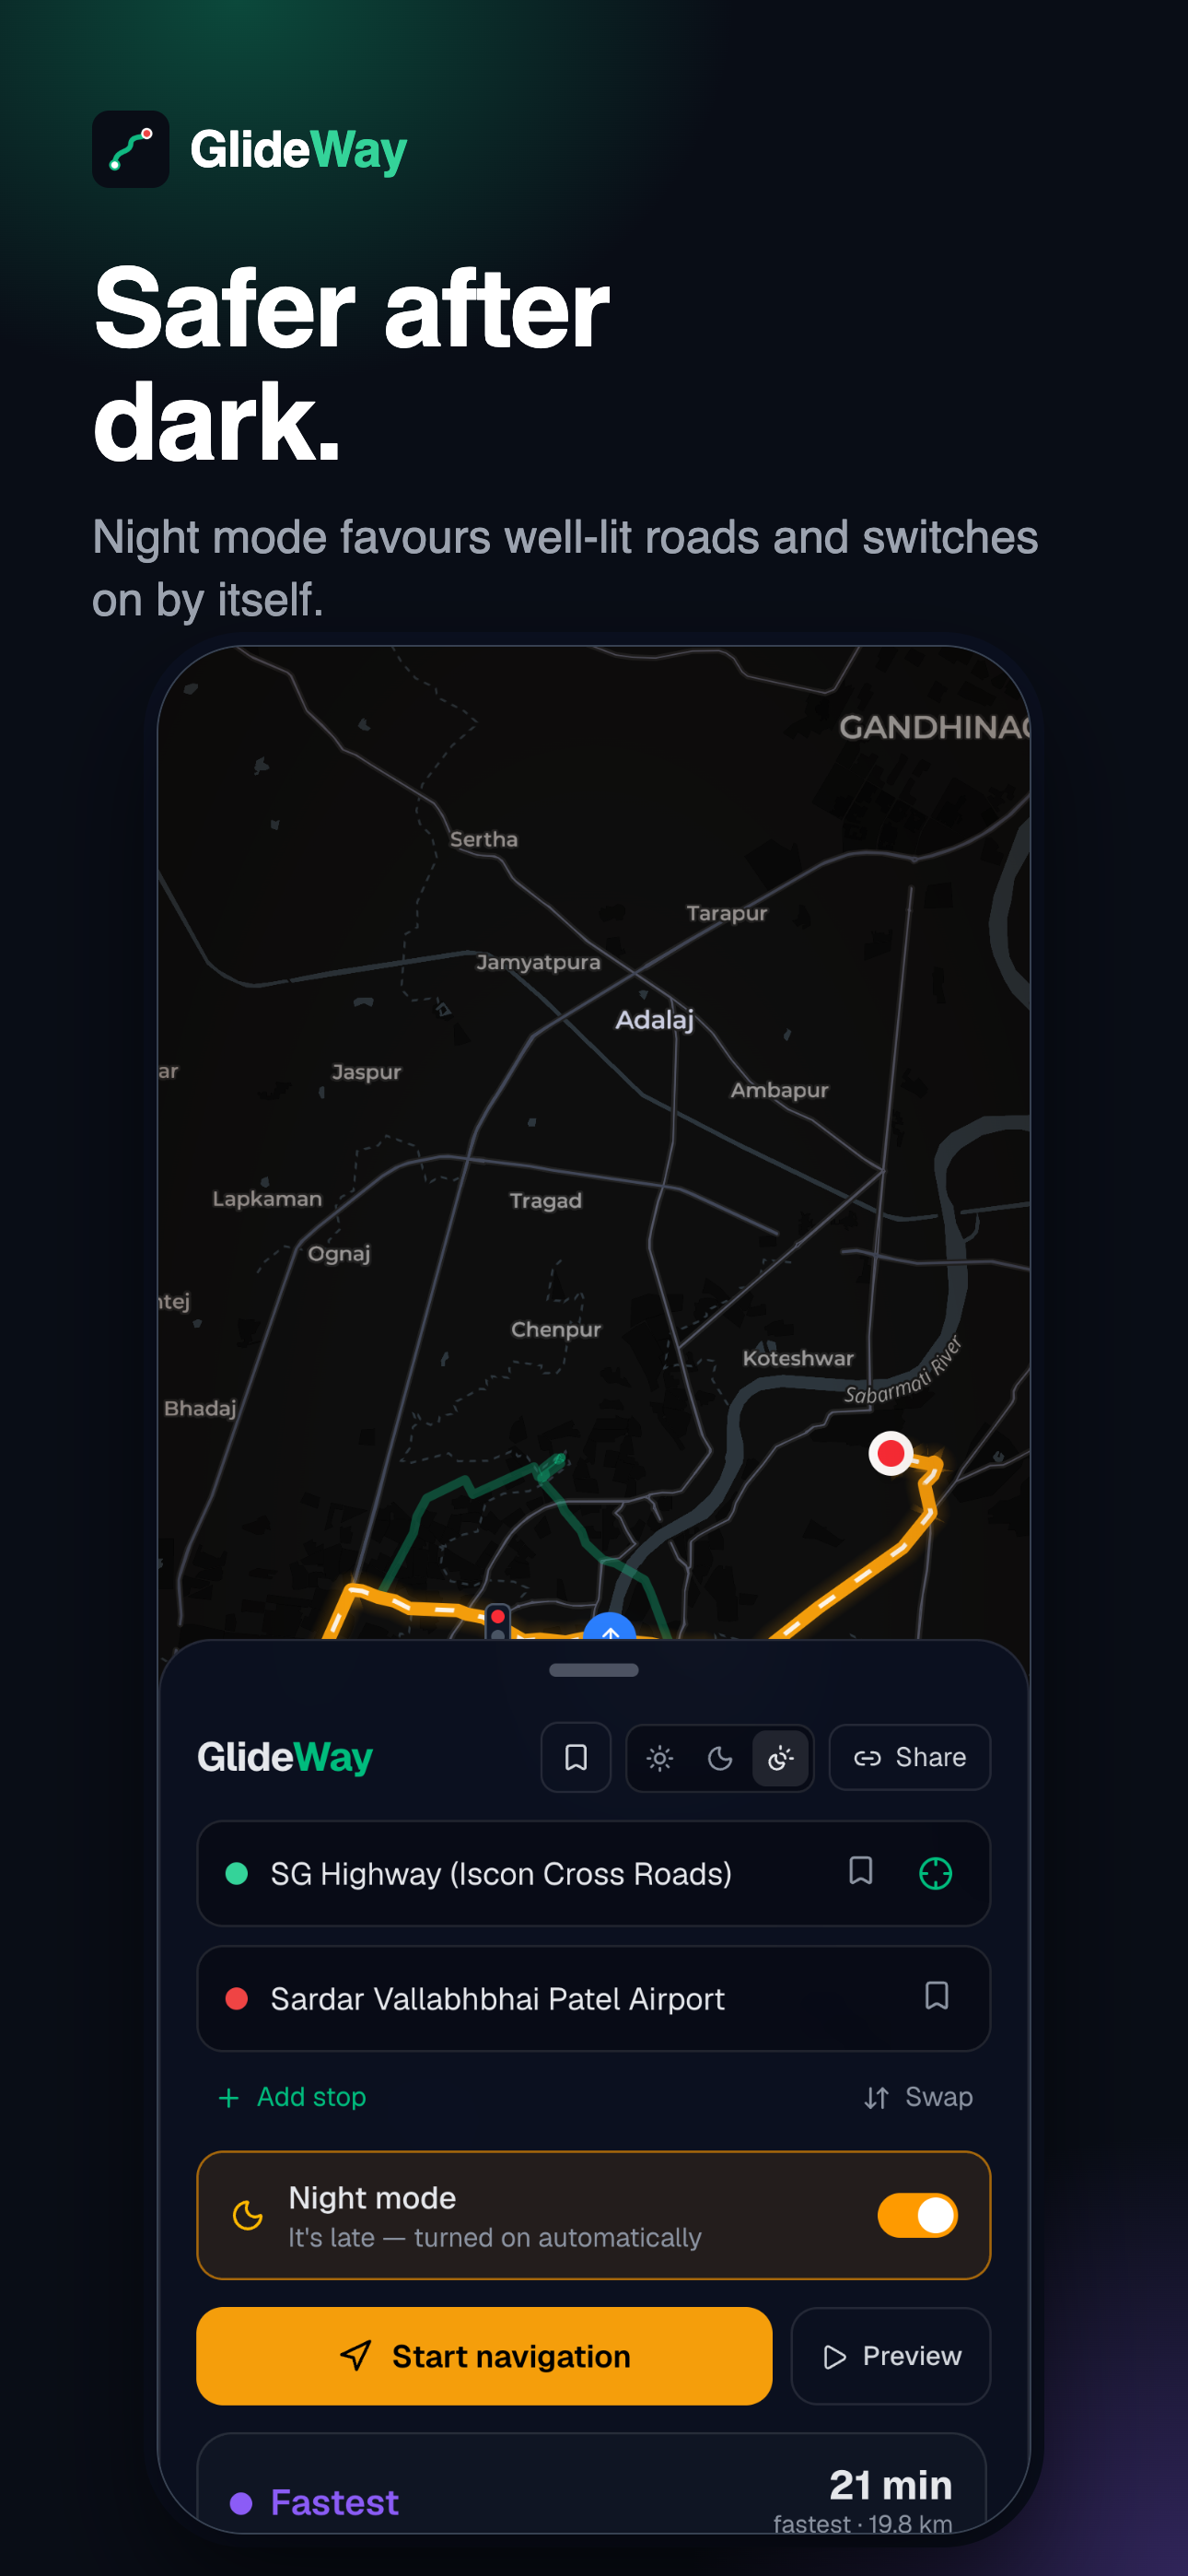 GlideWay
Safer after
dark.
Night mode favours well-lit roads and switches
on by itself.
GANDHINAG
Sertha
Tarapur
Jamyatpura
Adalaj
ar
Jaspur
Ambapur
Lapkaman
Tragad
Ognaj
ntej
Chenpur
Koteshwar
Sabarmati River
Bhadaj
GlideWay
Share
SG Highway (Iscon Cross Roads)
Sardar Vallabhbhai Patel Airport
+ Add stop
Swap
Night mode
It's late — turned on automatically
Start navigation
Preview
21 min
Fastest
fastest · 19.8 km